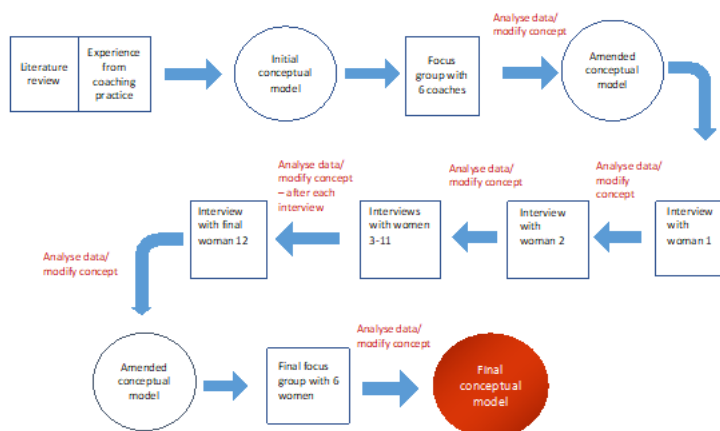 Literature
review
Experience
from
coaching
practice
Initial
conceptual
model
Focus
group with
6 coaches
Analyse data/
modify concept
Amended
conceptual
model
Analyse data/
modify
concept
Interview
with
woman 1
Analyse data/
modify concept
Interview
with
woman 2
Analyse data/
modify concept
– after each
interview
Interviews
with women
3-11
Interview
with final
woman 12
Analyse data/
modify concept
Amended
conceptual
model
Final focus
group with 6
women
Analyse data/
modify concept
Final
conceptual
model